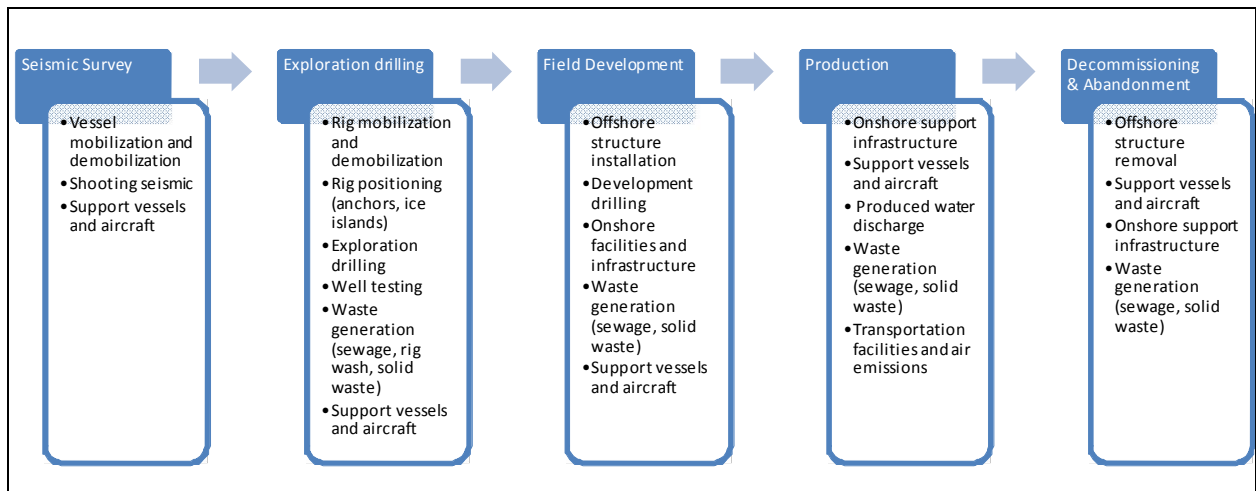 Seismic Survey
• Vessel
mobilization and
demobilization
• Shooting seismic
• Support vessels
and aircraft
Exploration drilling
• Rig mobilization
and
demobilization
• Rig positioning
(anchors, ice
islands)
• Exploration
drilling
• Well testing
• Waste
generation
(sewage, rig
wash, solid
waste)
• Support vessels
and aircraft
Field Development
• Offshore
structure
installation
• Development
drilling
• Onshore
facilities and
infrastructure
• Waste
generation
(sewage, solid
waste)
• Support vessels
and aircraft
Production
• Onshore support
infrastructure
• Support vessels
and aircraft
• Produced water
discharge
• Waste
generation
(sewage, solid
waste)
• Transportation
facilities and air
emissions
Decommissioning
& Abandonment
• Offshore
structure
removal
• Support vessels
and aircraft
• Onshore support
infrastructure
• Waste
generation
(sewage, solid
waste)